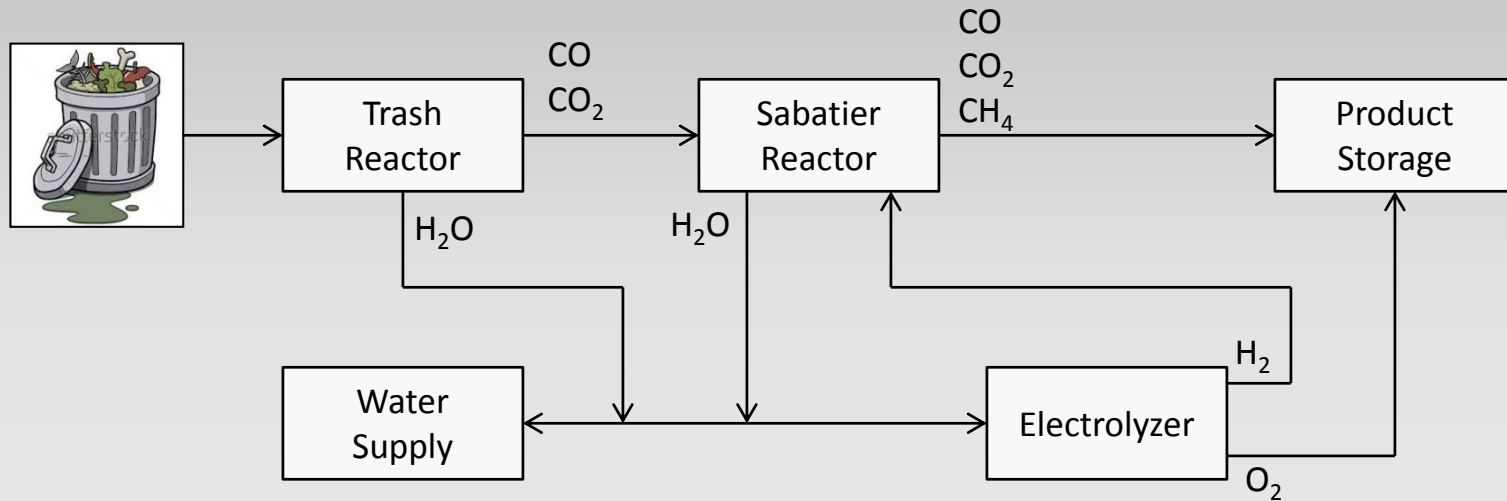 Trash
Reactor
CO
CO₂
Sabatier
Reactor
CO
CO₂
CH₄
Product
Storage
H₂O
H₂O
Water
Supply
Electrolyzer
H₂
O₂